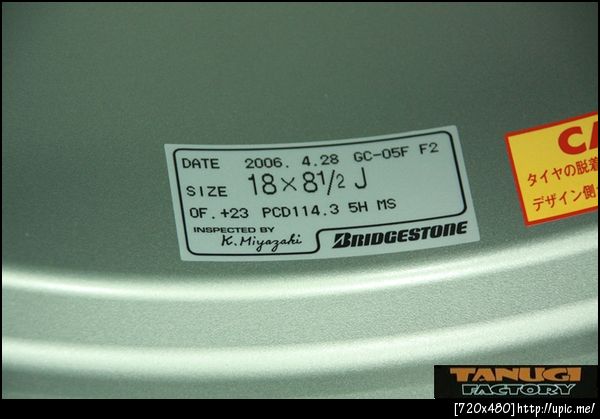 DATE 2006. 4.28 GC-05F F2
SIZE 18×8 1/2 J
OF.+23 PCD114.3 5H MS
INSPECTED BY
K.Miyazaki BRIDGESTONE
CA
タイヤの脱着
デザイン側
TANUGI
FACTORY
[720x480]http://upic.me/